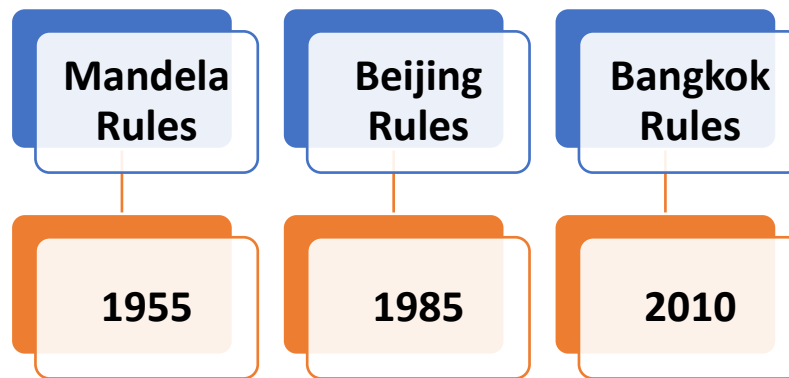 Mandela
Rules
Beijing
Rules
Bangkok
Rules
1955
1985
2010